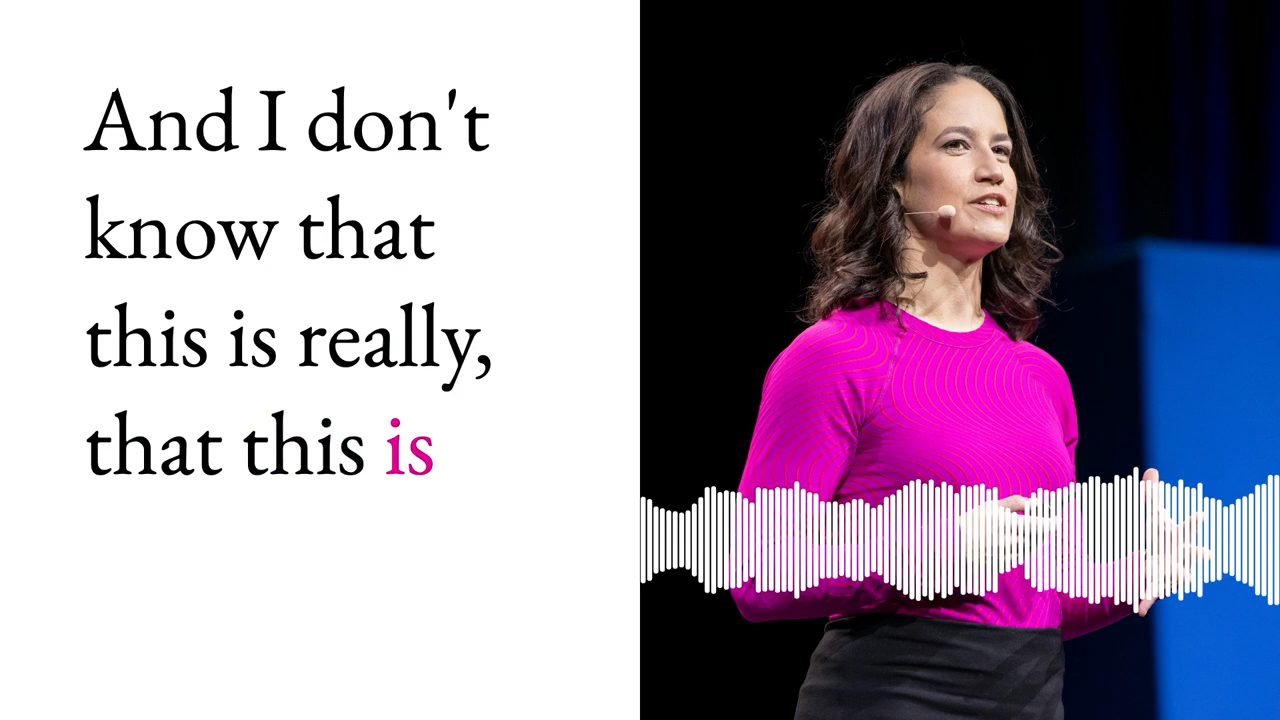 And I don't
know that
this is really,
that this is